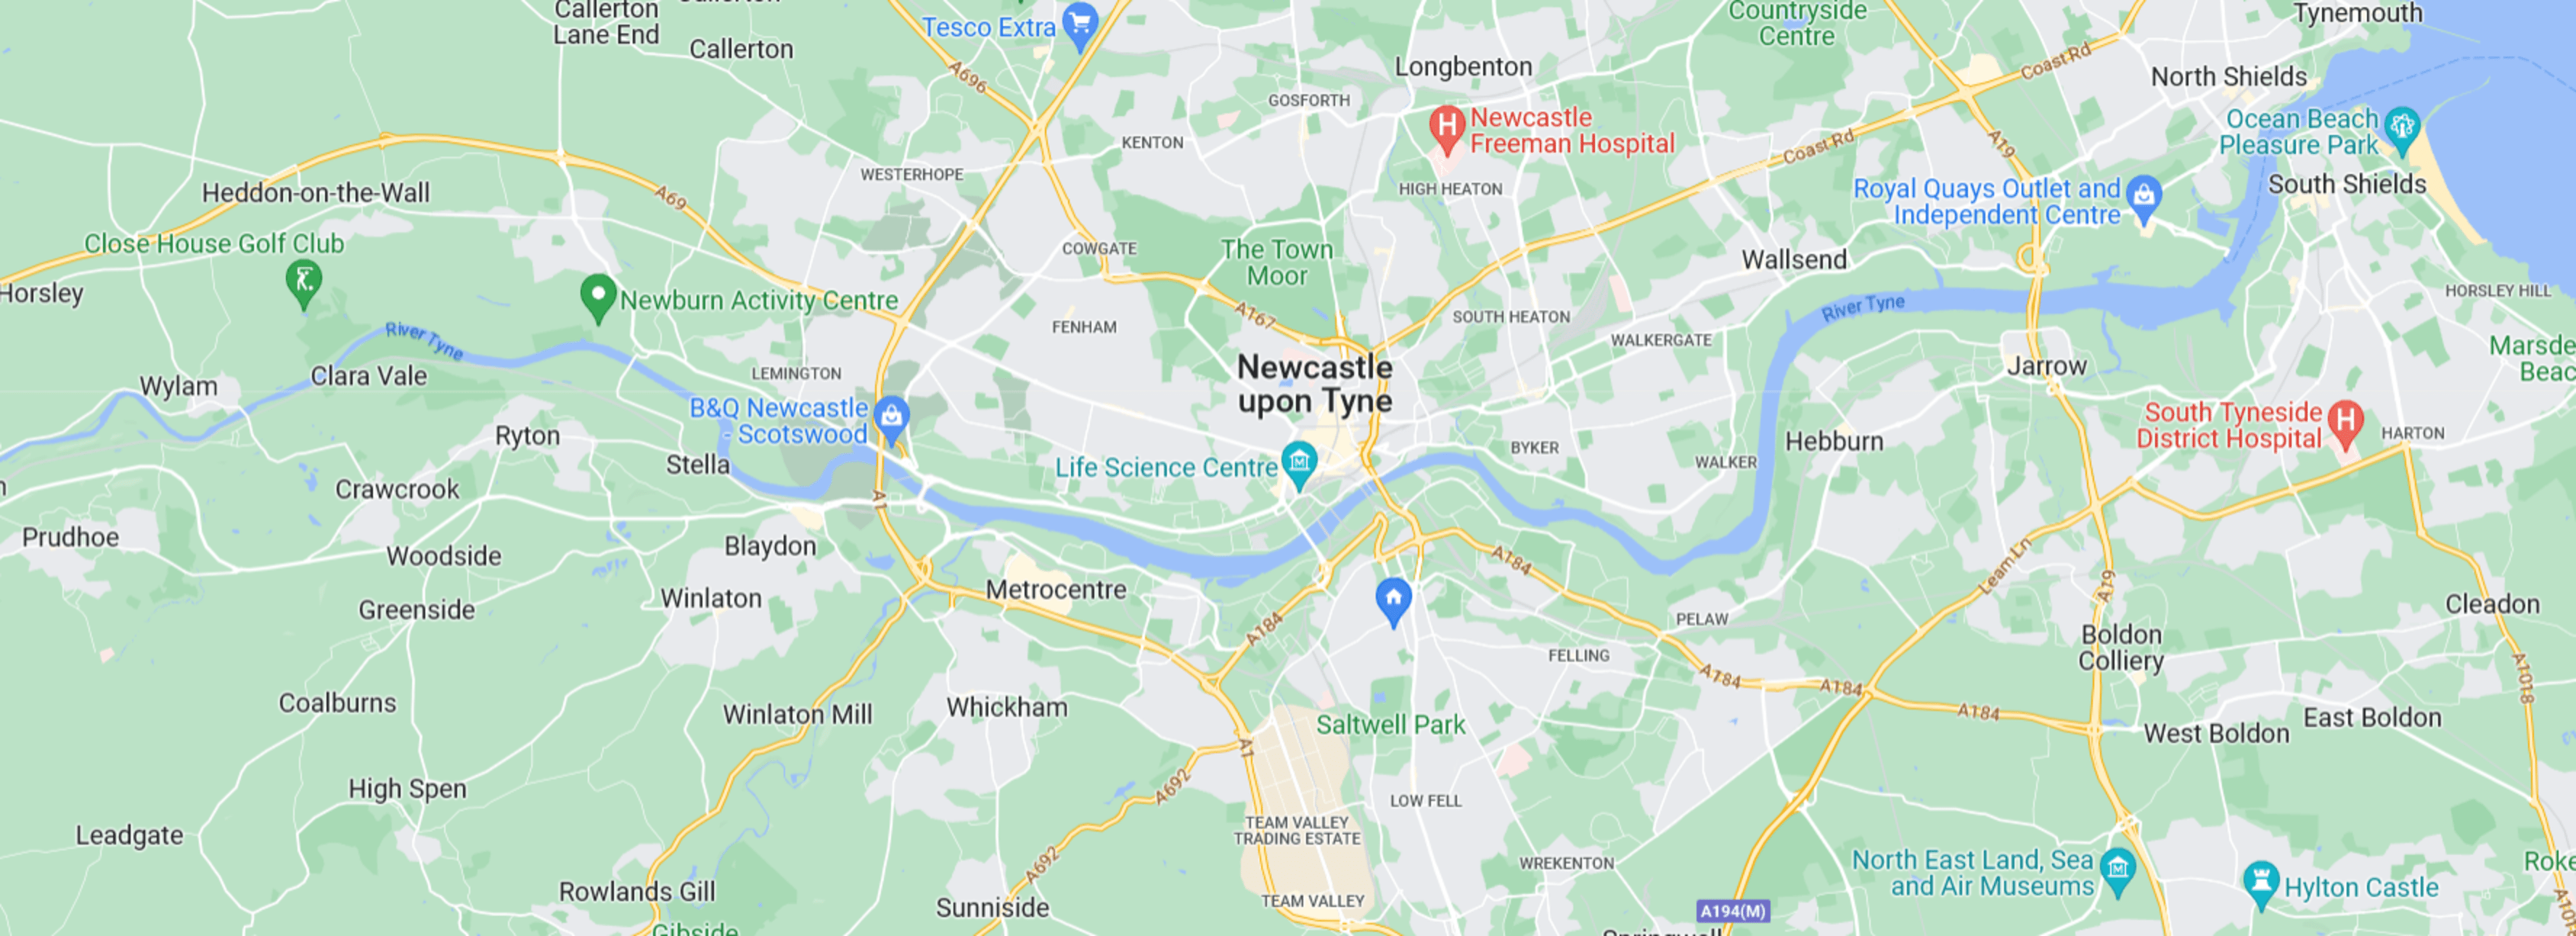 Callerton
Lane End
Callerton
Tesco Extra
A696
Longbenton
GOSFORTH
Newcastle
Freeman Hospital
Countryside
Centre
Coast Rd
Tynemouth
North Shields
Ocean Beach
Pleasure Park
South Shields
KENTON
WESTERHOPE
HIGH HEATON
Coast Rd
A19
Royal Quays Outlet and
Independent Centre
Heddon-on-the-Wall
A69
Close House Golf Club
COWGATE
The Town
Moor
Wallsend
Horsley
Newburn Activity Centre
HORSLEY HILL
River Tyne
A167
FENHAM
SOUTH HEATON
WALKERGATE
River Tyne
Wylam
Clara Vale
LEMINGTON
Newcastle
upon Tyne
Jarrow
B&Q Newcastle
- Scotswood
Ryton
Stella
Life Science Centre
BYKER
WALKER
Hebburn
South Tyneside
District Hospital
HARTON
Crawcrook
A1
Prudhoe
Woodside
Blaydon
Metrocentre
A184
Leam Ln
A19
Greenside
Winlaton
A184
PELAW
Cleadon
FELLING
Boldon
Colliery
Coalburns
Winlaton Mill
Whickham
Saltwell Park
A184
A184
A184
West Boldon
East Boldon
A1018
A1
A692
High Spen
LOW FELL
Leadgate
TEAM VALLEY
TRADING ESTATE
A692
WREKENTON
North East Land, Sea
and Air Museums
Hylton Castle
Rowlands Gill
Sunniside
TEAM VALLEY
A194(M)